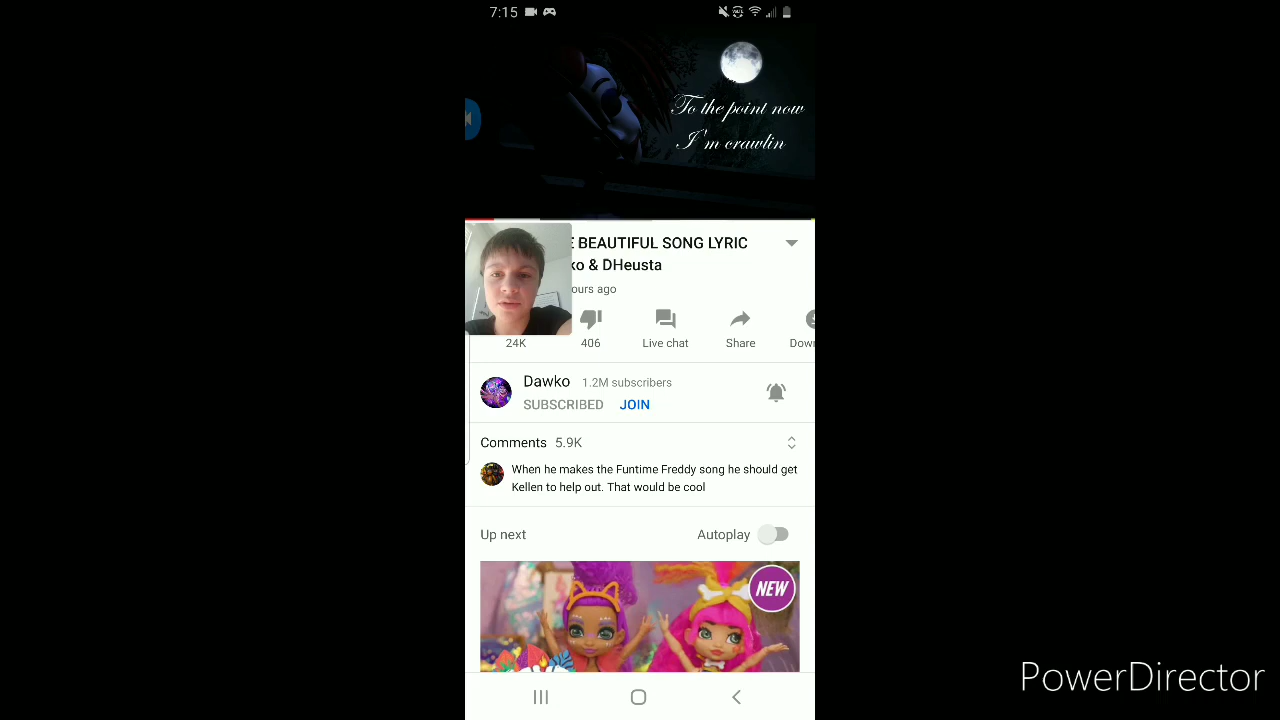 7:15
To the point now
I'm crawlin
BEAUTIFUL SONG LYRIC
ko & DHeusta
ours ago
24K
406
Live chat
Share
Down
Dawko 1.2M subscribers
SUBSCRIBED JOIN
Comments 5.9K
When he makes the Funtime Freddy song he should get
Kellen to help out. That would be cool
Up next
Autoplay
NEW
PowerDirector